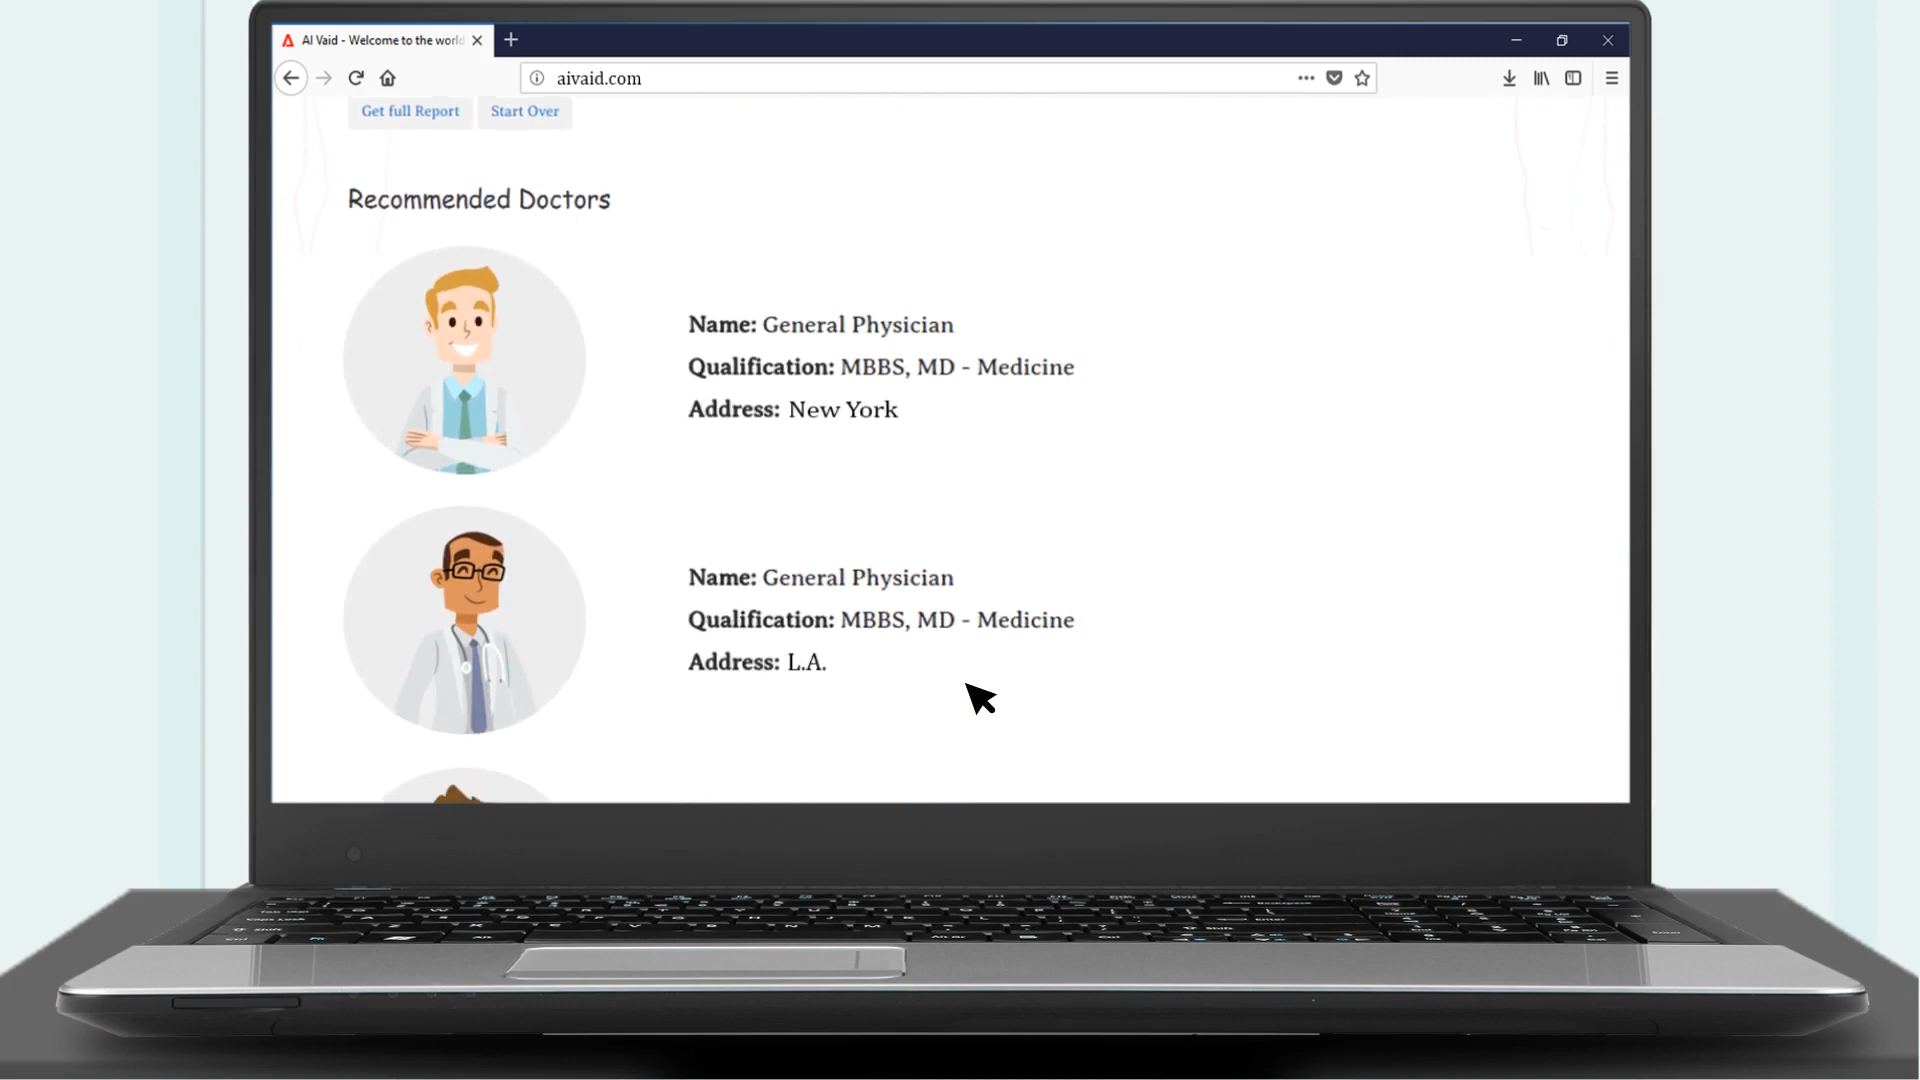 AI Vaid - Welcome to the world
aivaid.com
Get full Report
Start Over
Recommended Doctors
Name: General Physician
Qualification: MBBS, MD - Medicine
Address: New York
Name: General Physician
Qualification: MBBS, MD - Medicine
Address: L.A.